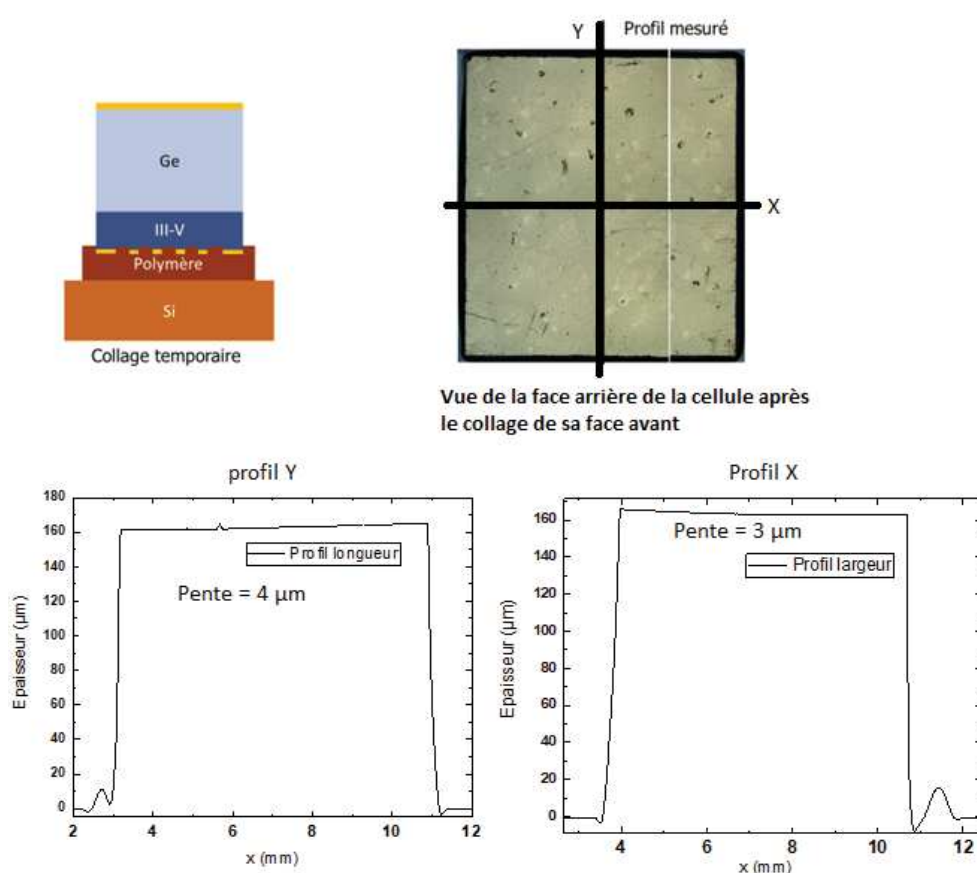 Y
Profil mesuré
X
Ge
III-V
Polymère
Si
Collage temporaire
Vue de la face arrière de la cellule après
le collage de sa face avant
profil Y
180
160
140
120
100
80
60
40
20
0
Epaisseur (µm)
Profil longueur
Pente = 4 µm
2 4 6 8 10 12
x (mm)
Profil X
160
140
120
100
80
60
40
20
0
Epaisseur (µm)
Pente = 3 µm
Profil largeur
4 6 8 10 12
x (mm)